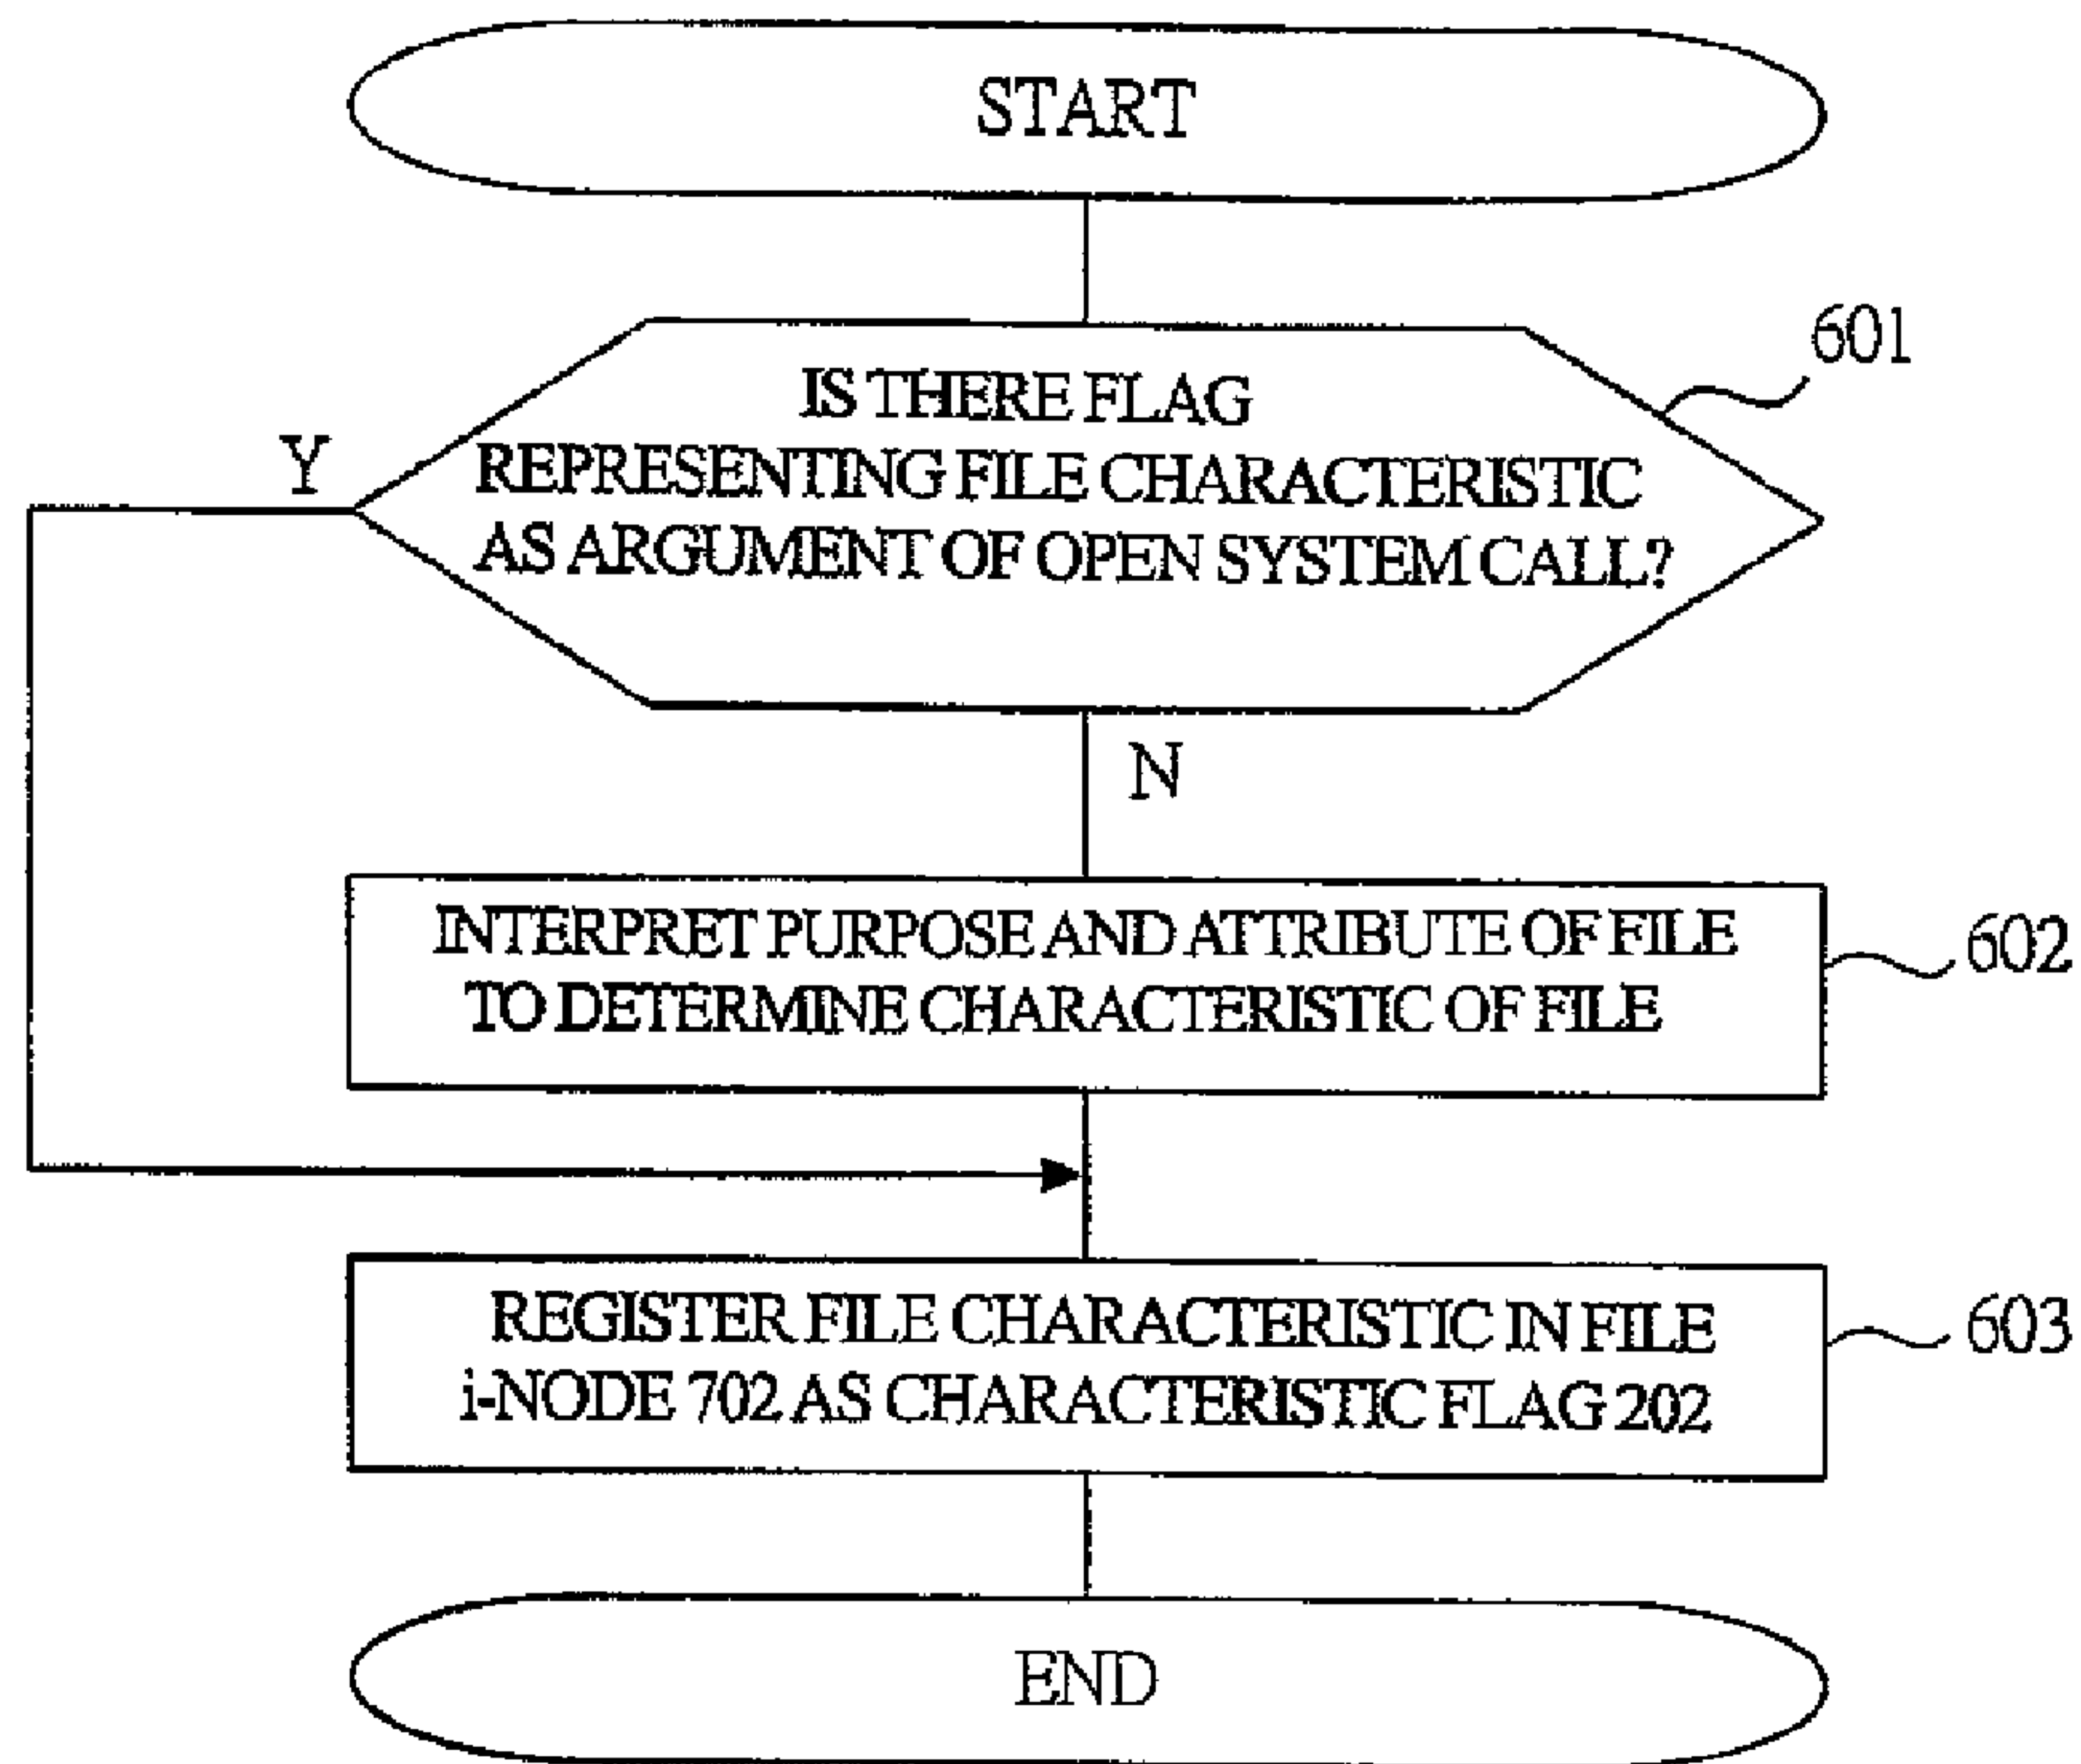 START
601
IS THERE FLAG
REPRESENTING FILE CHARACTERISTIC
AS ARGUMENT OF OPEN SYSTEM CALL?
Y
N
INTERPRET PURPOSE AND ATTRIBUTE OF FILE
TO DETERMINE CHARACTERISTIC OF FILE
602
REGISTER FILE CHARACTERISTIC IN FILE
i-NODE 702 AS CHARACTERISTIC FLAG 202
603
END